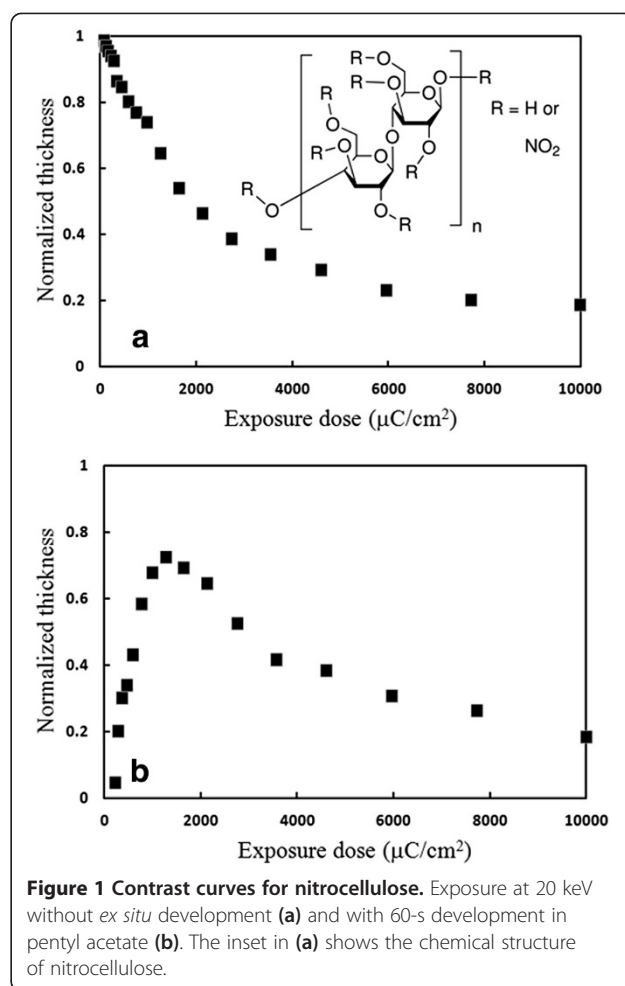 1
0.8
0.6
0.4
0.2
0
Normalized thickness
R O
O R
R O
O
O
R
R = H or
NO2
R
O
R O
O
O
R
R O
O
O
O
R
R
O
n
a
0 2000 4000 6000 8000 10000
Exposure dose (μC/cm²)
1
0.8
0.6
0.4
0.2
0
Normalized thickness
b
0 2000 4000 6000 8000 10000
Exposure dose (μC/cm²)
Figure 1 Contrast curves for nitrocellulose. Exposure at 20 keV
without ex situ development (a) and with 60-s development in
pentyl acetate (b). The inset in (a) shows the chemical structure
of nitrocellulose.